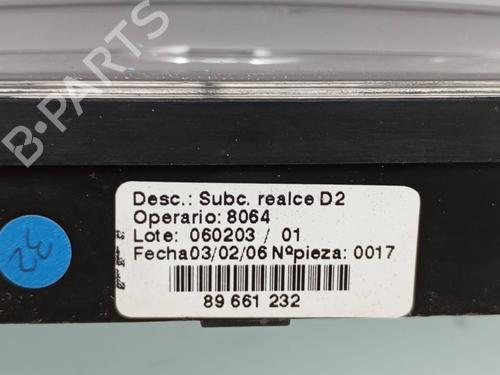 B-PARTS
Desc.: Subc. realce D2
Operario: 8064
Lote: 060203 / 01
Fecha03/02/06 Nºpieza: 0017
89 661 232